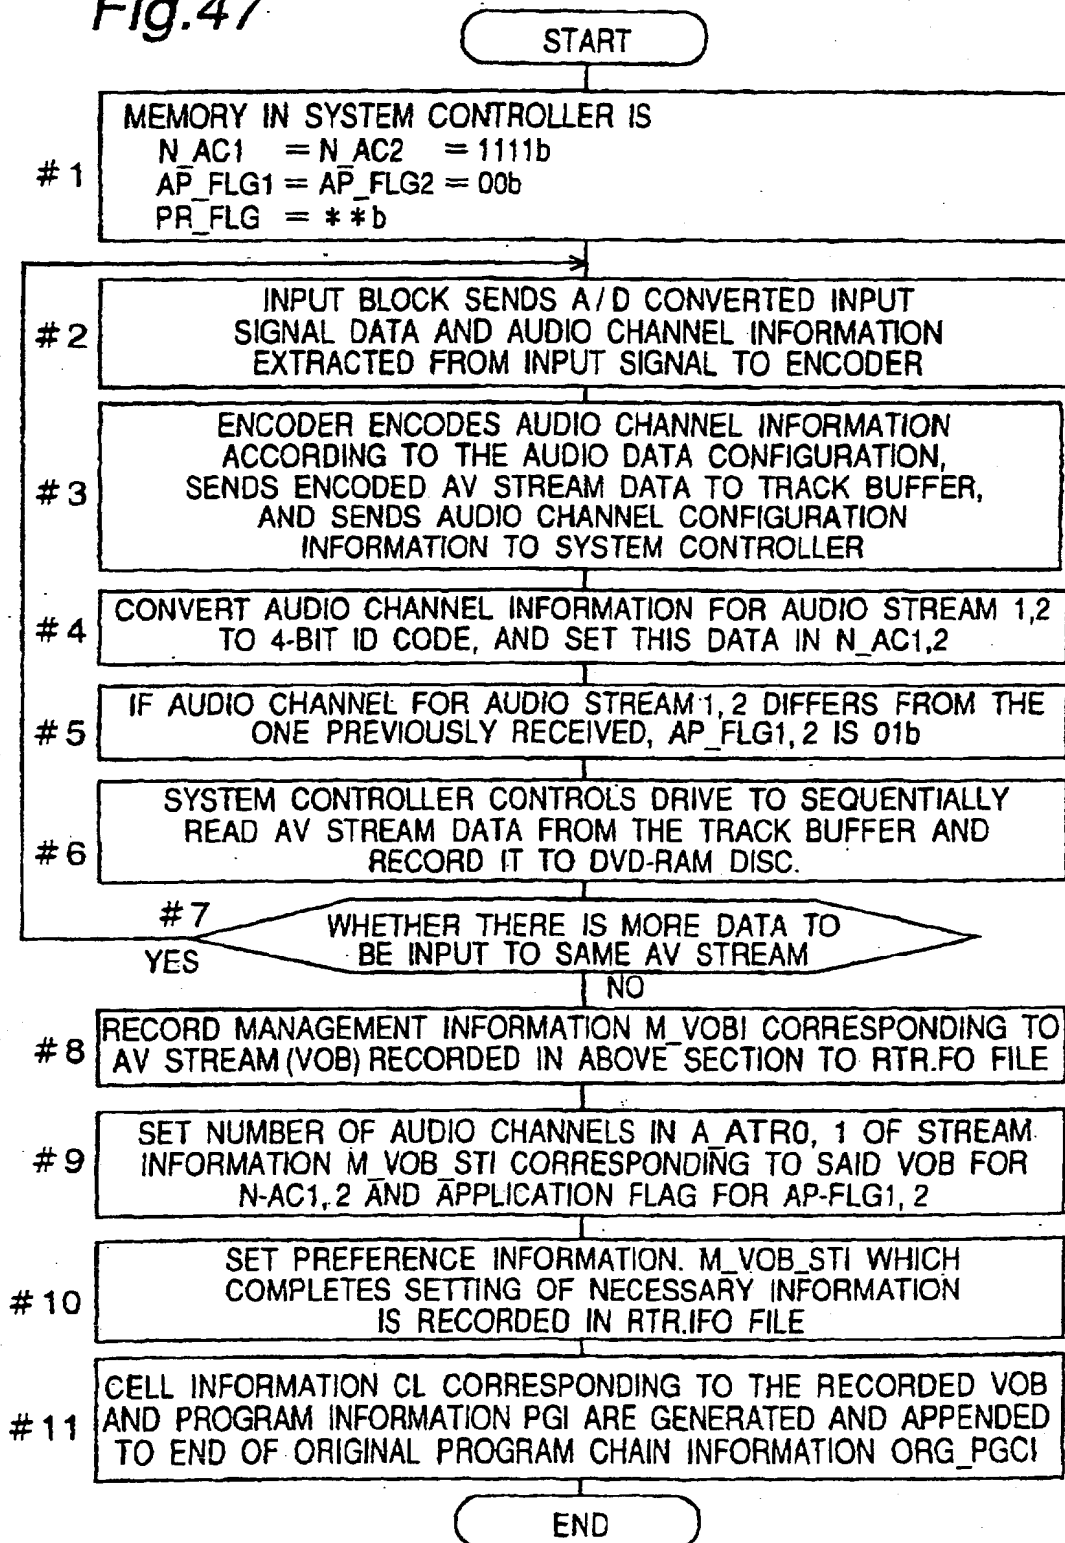 Fig.47
START
MEMORY IN SYSTEM CONTROLLER IS
N_AC1 = N_AC2 = 1111b
#1
AP_FLG1 = AP_FLG2 = 00b
PR_FLG = **b
INPUT BLOCK SENDS A/D CONVERTED INPUT
#2
SIGNAL DATA AND AUDIO CHANNEL INFORMATION
EXTRACTED FROM INPUT SIGNAL TO ENCODER
ENCODER ENCODES AUDIO CHANNEL INFORMATION
ACCORDING TO THE AUDIO DATA CONFIGURATION,
#3
SENDS ENCODED AV STREAM DATA TO TRACK BUFFER,
AND SENDS AUDIO CHANNEL CONFIGURATION
INFORMATION TO SYSTEM CONTROLLER
#4
CONVERT AUDIO CHANNEL INFORMATION FOR AUDIO STREAM 1,2
TO 4-BIT ID CODE, AND SET THIS DATA IN N_AC1,2
#5
IF AUDIO CHANNEL FOR AUDIO STREAM 1, 2 DIFFERS FROM THE
ONE PREVIOUSLY RECEIVED, AP_FLG1, 2 IS 01b
SYSTEM CONTROLLER CONTROLS DRIVE TO SEQUENTIALLY
#6
READ AV STREAM DATA FROM THE TRACK BUFFER AND
RECORD IT TO DVD-RAM DISC.
#7
WHETHER THERE IS MORE DATA TO
BE INPUT TO SAME AV STREAM
YES
NO
#8
RECORD MANAGEMENT INFORMATION M_VOBI CORRESPONDING TO
AV STREAM (VOB) RECORDED IN ABOVE SECTION TO RTR.FO FILE
SET NUMBER OF AUDIO CHANNELS IN A_ATR0, 1 OF STREAM
#9
INFORMATION M_VOB_STI CORRESPONDING TO SAID VOB FOR
N-AC1, 2 AND APPLICATION FLAG FOR AP-FLG1, 2
SET PREFERENCE INFORMATION. M_VOB_STI WHICH
#10
COMPLETES SETTING OF NECESSARY INFORMATION
IS RECORDED IN RTR.IFO FILE
CELL INFORMATION CL CORRESPONDING TO THE RECORDED VOB
#11
AND PROGRAM INFORMATION PGI ARE GENERATED AND APPENDED
TO END OF ORIGINAL PROGRAM CHAIN INFORMATION ORG_PGCI
END